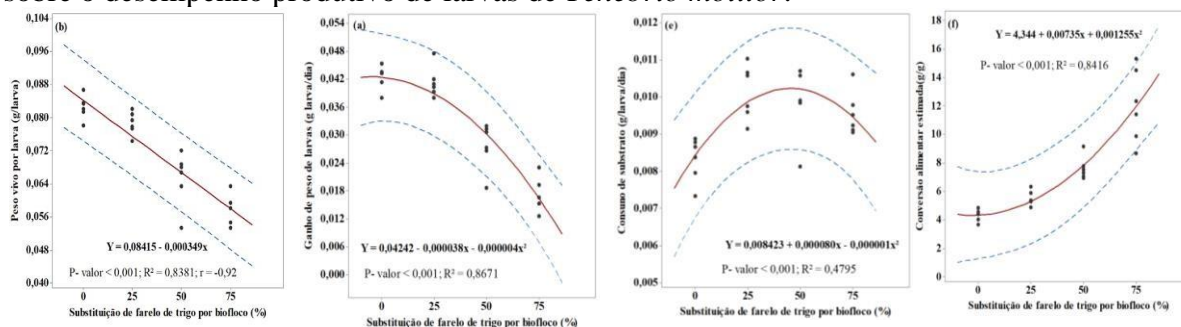 sobre o desempenho produtivo de larvas de Tenebrio molitor.
(b)
Peso vivo por larva (g/larva)
0,104
0,096
0,088
0,080
0,072
0,064
0,056
0,048
0,040
Y = 0,08415 - 0,000349x
P- valor < 0,001; R² = 0,8381; r = -0,92
0 25 50 75
Substituição de farelo de trigo por biofloco (%)
(a)
Ganho de peso de larvas (g larva/dia)
0,054
0,048
0,042
0,036
0,030
0,024
0,016
0,008
0,000
Y = 0,04242 - 0,000038x - 0,000004x²
P- valor < 0,001; R² = 0,8671
0 25 50 75
Substituição de farelo de trigo por biofloco (%)
(e)
Consuno de substrato (g/larva/dia)
0,012
0,011
0,010
0,009
0,008
0,007
0,006
0,005
Y = 0,008423 + 0,000080x - 0,000001x²
P- valor < 0,001; R² = 0,4795
0 25 50 75
Substituição de farelo de trigo por biofloco (%)
(f)
Conversão alimentar estimada(g/g)
18
16
14
12
10
8
6
4
2
0
Y = 4,344 + 0,00735x + 0,001255x²
P- valor < 0,001; R² = 0,8416
0 25 50 75
Substituição de farelo de trigo por biofloco (%)